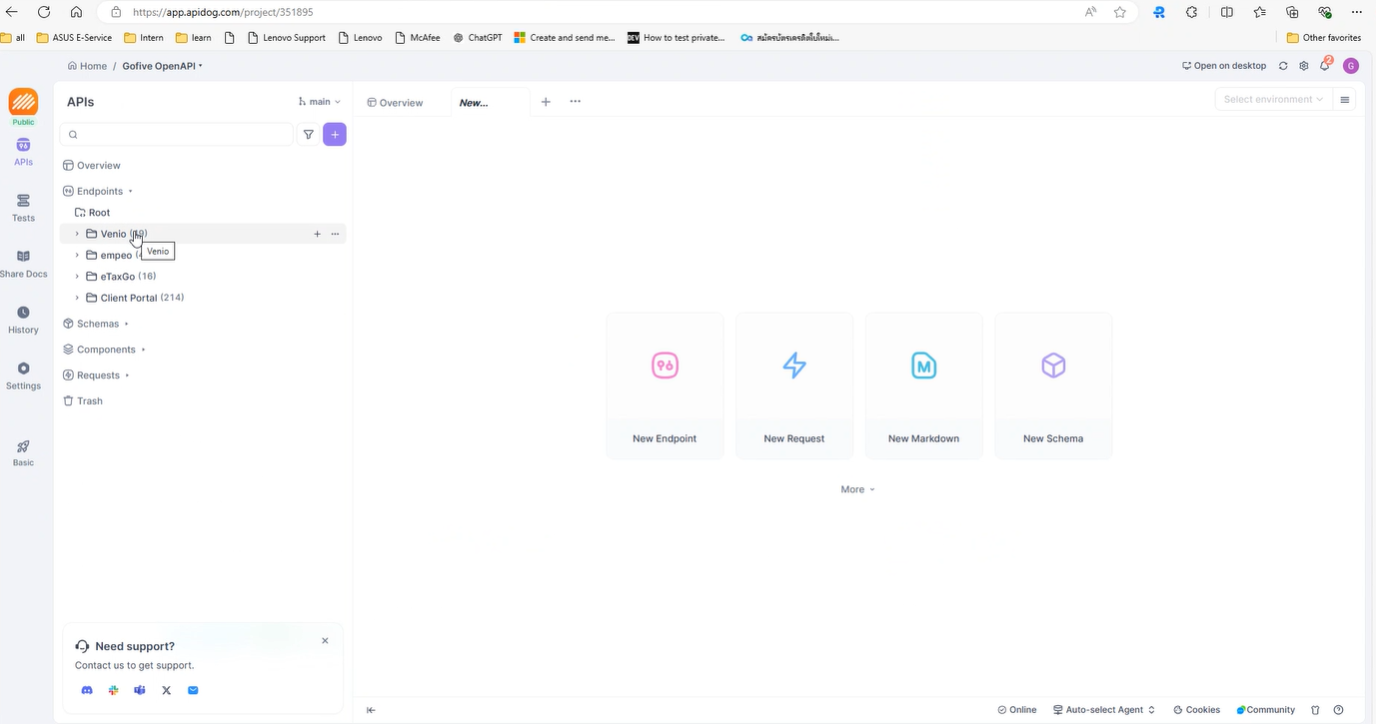 https://app.apidog.com/project/351895
all
ASUS E-Service
Intern
learn
Lenovo Support
Lenovo
McAfee
ChatGPT
Create and send me...
How to test private...
Other favorites
Home / Gofive OpenAPI
Open on desktop
2
G
Public
APIs
Tests
Share Docs
History
Settings
Basic
APIs
main
Overview
Endpoints
Root
Venio
Venio
empeo
eTaxGo (16)
Client Portal (214)
Schemas
Components
Requests
Trash
Need support?
Contact us to get support.
Overview
New...
Select environment
New Endpoint
New Request
New Markdown
New Schema
More
Online
Auto-select Agent
Cookies
Community